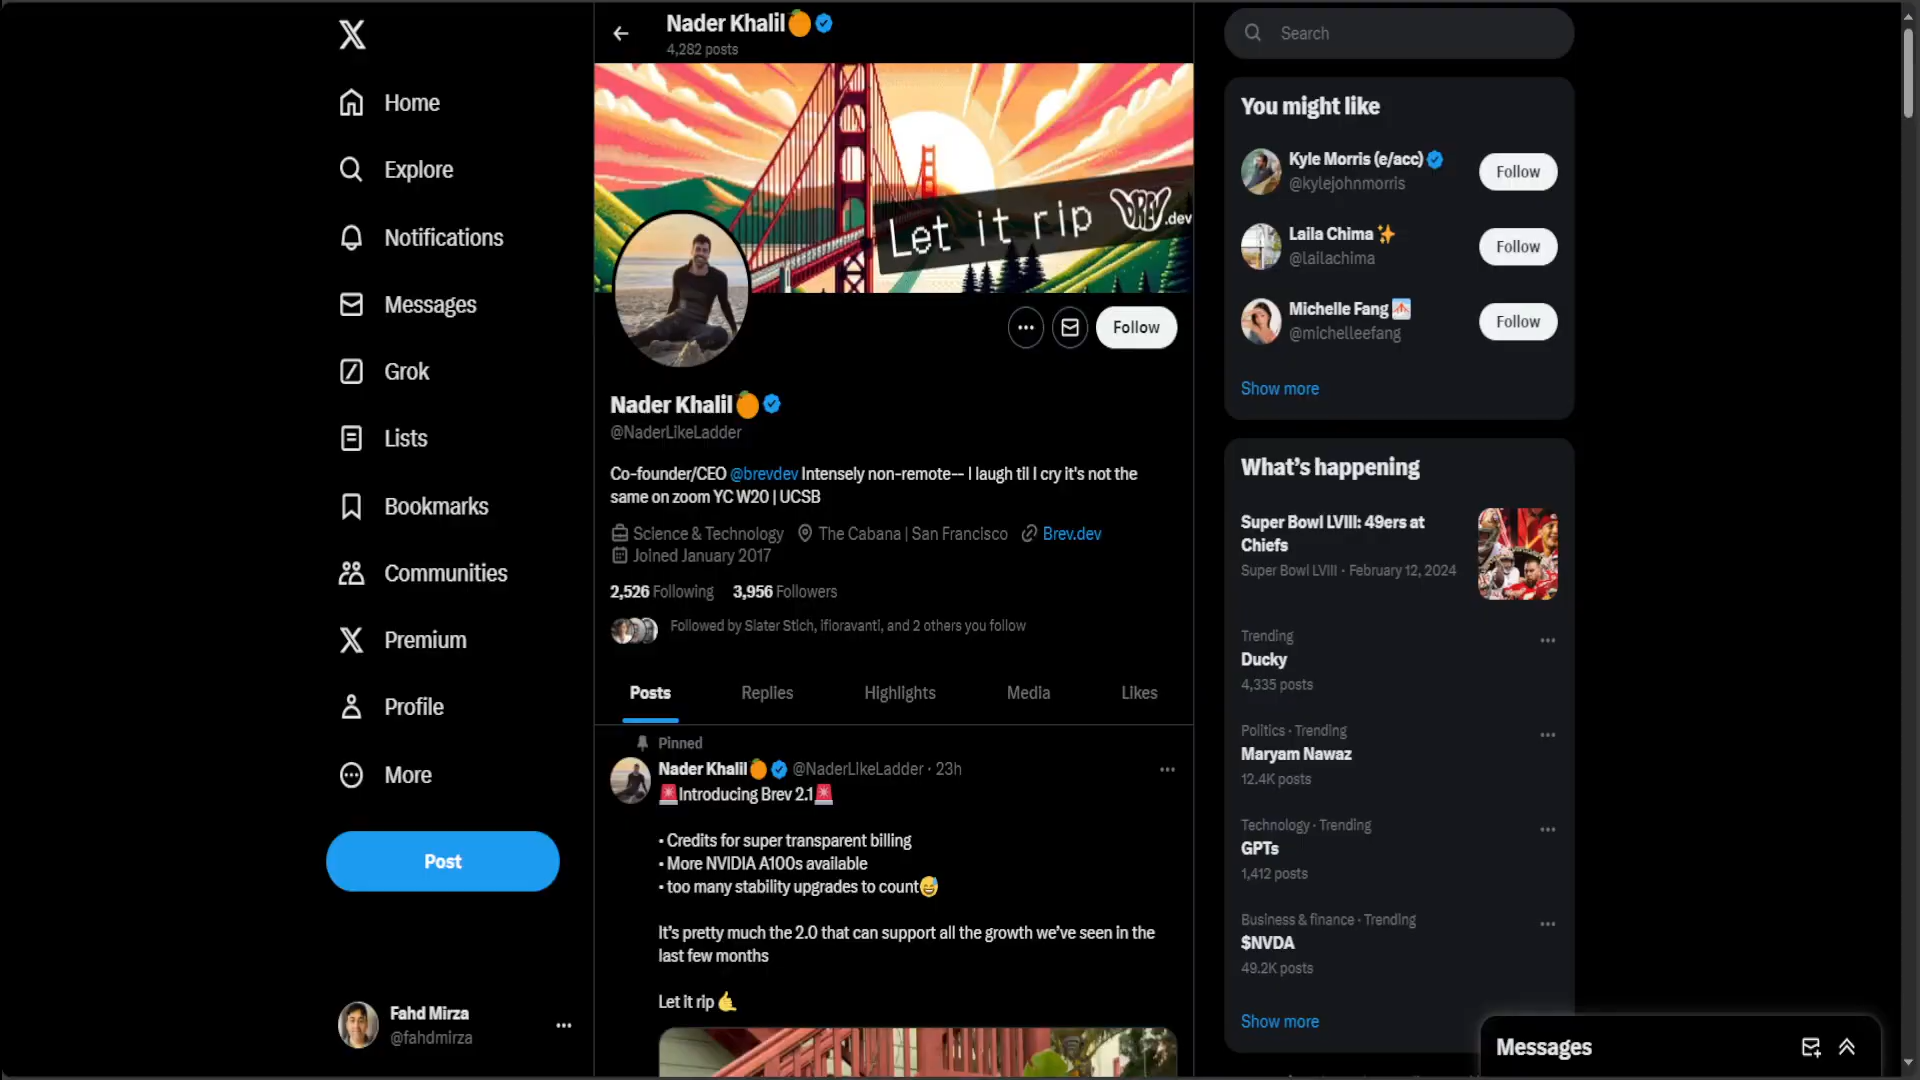 Home
Explore
Notifications
Messages
Grok
Lists
Bookmarks
Communities
Premium
Profile
More
Post
Fahd Mirza
@fahdmirza
Nader Khalil
4,282 posts
Let it rip
BREV.dev
Follow
Nader Khalil
@NaderLikeLadder
Co-founder/CEO @brevdev Intensely non-remote-- I laugh til I cry it's not the
same on zoom YC W20 | UCSB
Science & Technology The Cabana | San Francisco Brev.dev
Joined January 2017
2,526 Following 3,956 Followers
Followed by Slater Stich, ifioravanti, and 2 others you follow
Posts Replies Highlights Media Likes
Pinned
Nader Khalil @NaderLikeLadder · 23h
🚨Introducing Brev 2.1🚨
• Credits for super transparent billing
• More NVIDIA A100s available
• too many stability upgrades to count😅
It's pretty much the 2.0 that can support all the growth we've seen in the
last few months
Let it rip 🤙
Search
You might like
Kyle Morris (e/acc)
@kylejohnmorris
Follow
Laila Chima ✨
@lailachima
Follow
Michelle Fang
@michelleefang
Follow
Show more
What's happening
Super Bowl LVIII: 49ers at
Chiefs
Super Bowl LVIII · February 12, 2024
Trending
Ducky
4,335 posts
Politics · Trending
Maryam Nawaz
12.4K posts
Technology · Trending
GPTs
1,412 posts
Business & finance · Trending
$NVDA
49.2K posts
Show more
Messages